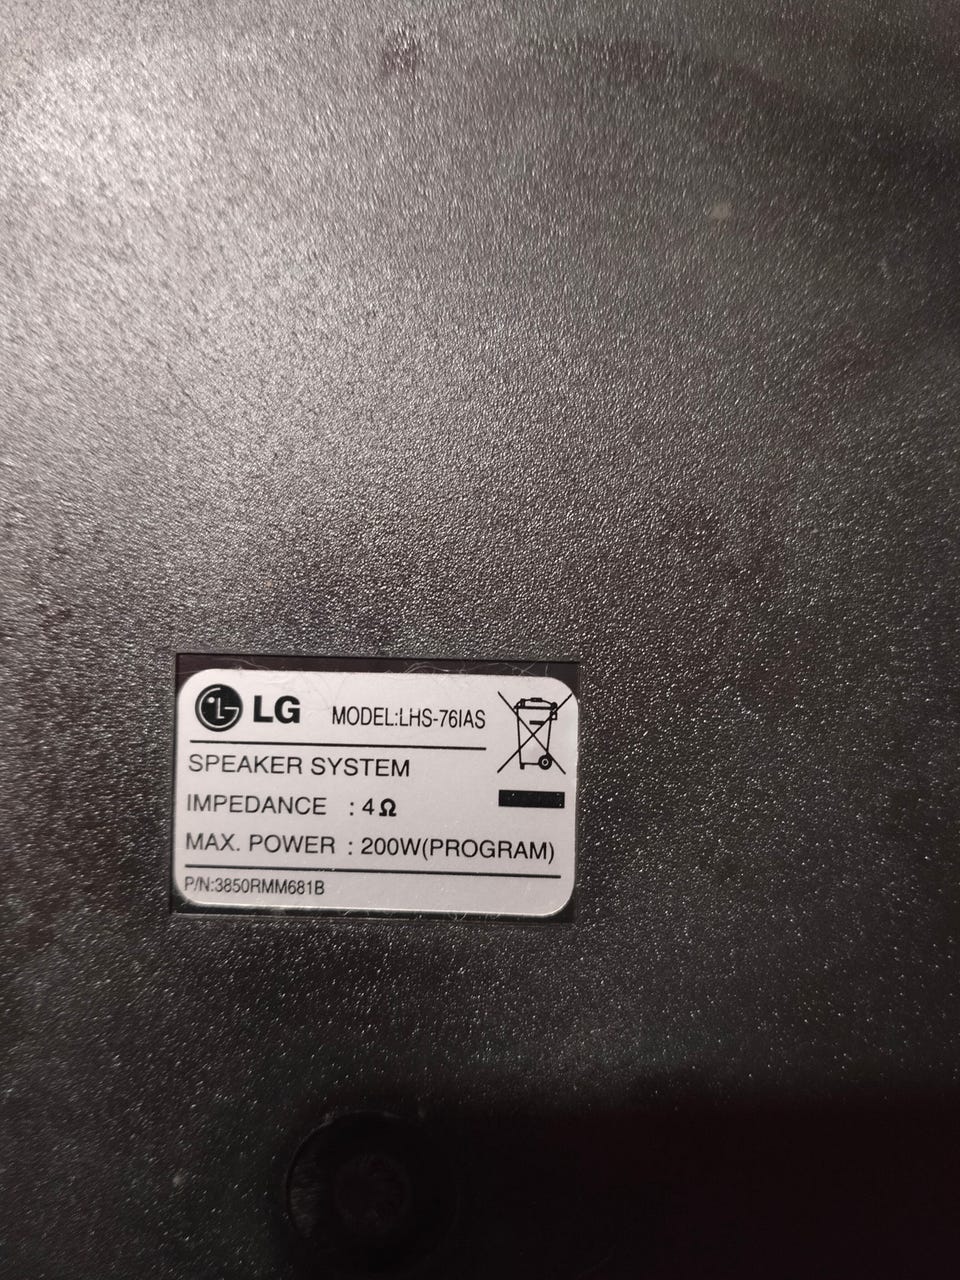 LG MODEL:LHS-76IAS
SPEAKER SYSTEM
IMPEDANCE : 4Ω
MAX. POWER : 200W(PROGRAM)
P/N:3850RMM681B